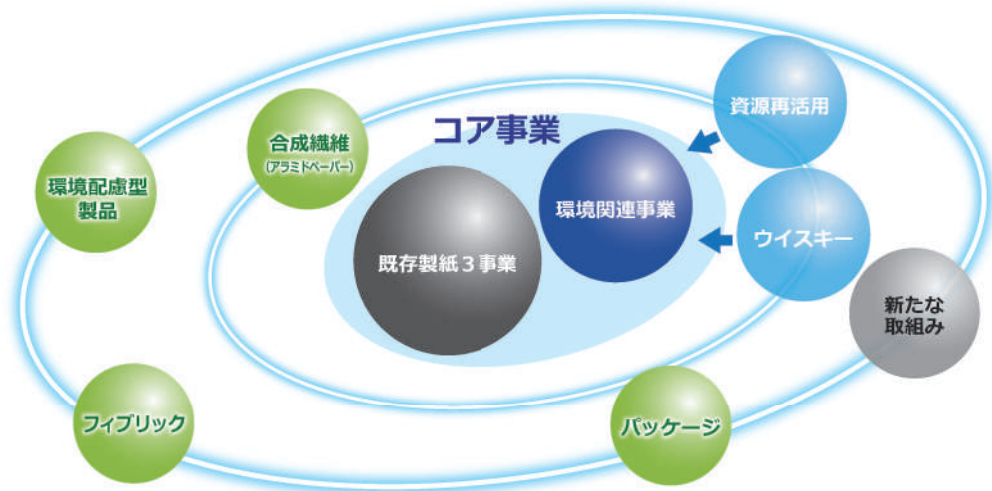 コア事業
資源再活用
合成繊維
(アラミドペーパー)
環境配慮型
製品
環境関連事業
ウイスキー
既存製紙３事業
新たな
取組み
フィブリック
パッケージ